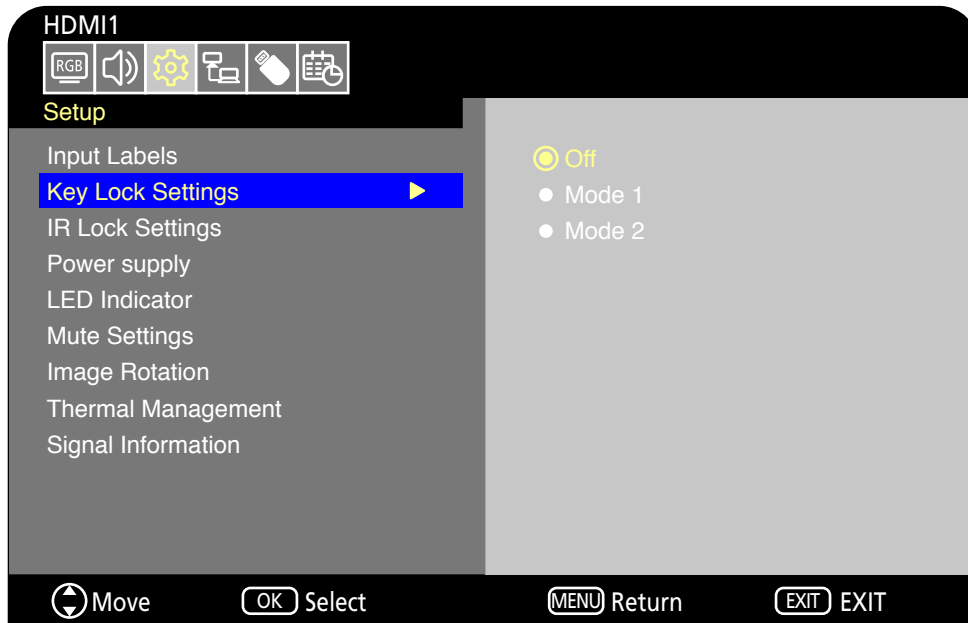 HDMI1
RGB
Setup
Input Labels
Key Lock Settings
IR Lock Settings
Power supply
LED Indicator
Mute Settings
Image Rotation
Thermal Management
Signal Information
Off
Mode 1
Mode 2
Move OK Select MENU Return EXIT EXIT